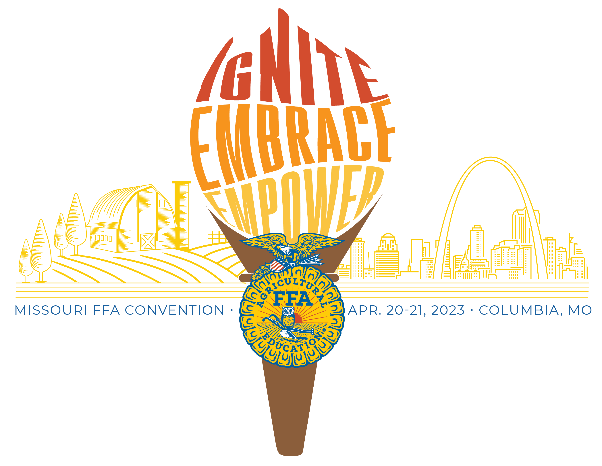 IGNITE
EMBRACE
EMPOWER
MISSOURI FFA CONVENTION · APR. 20-21, 2023 · COLUMBIA, MO
AGRICULTURAL
FFA
EDUCATION